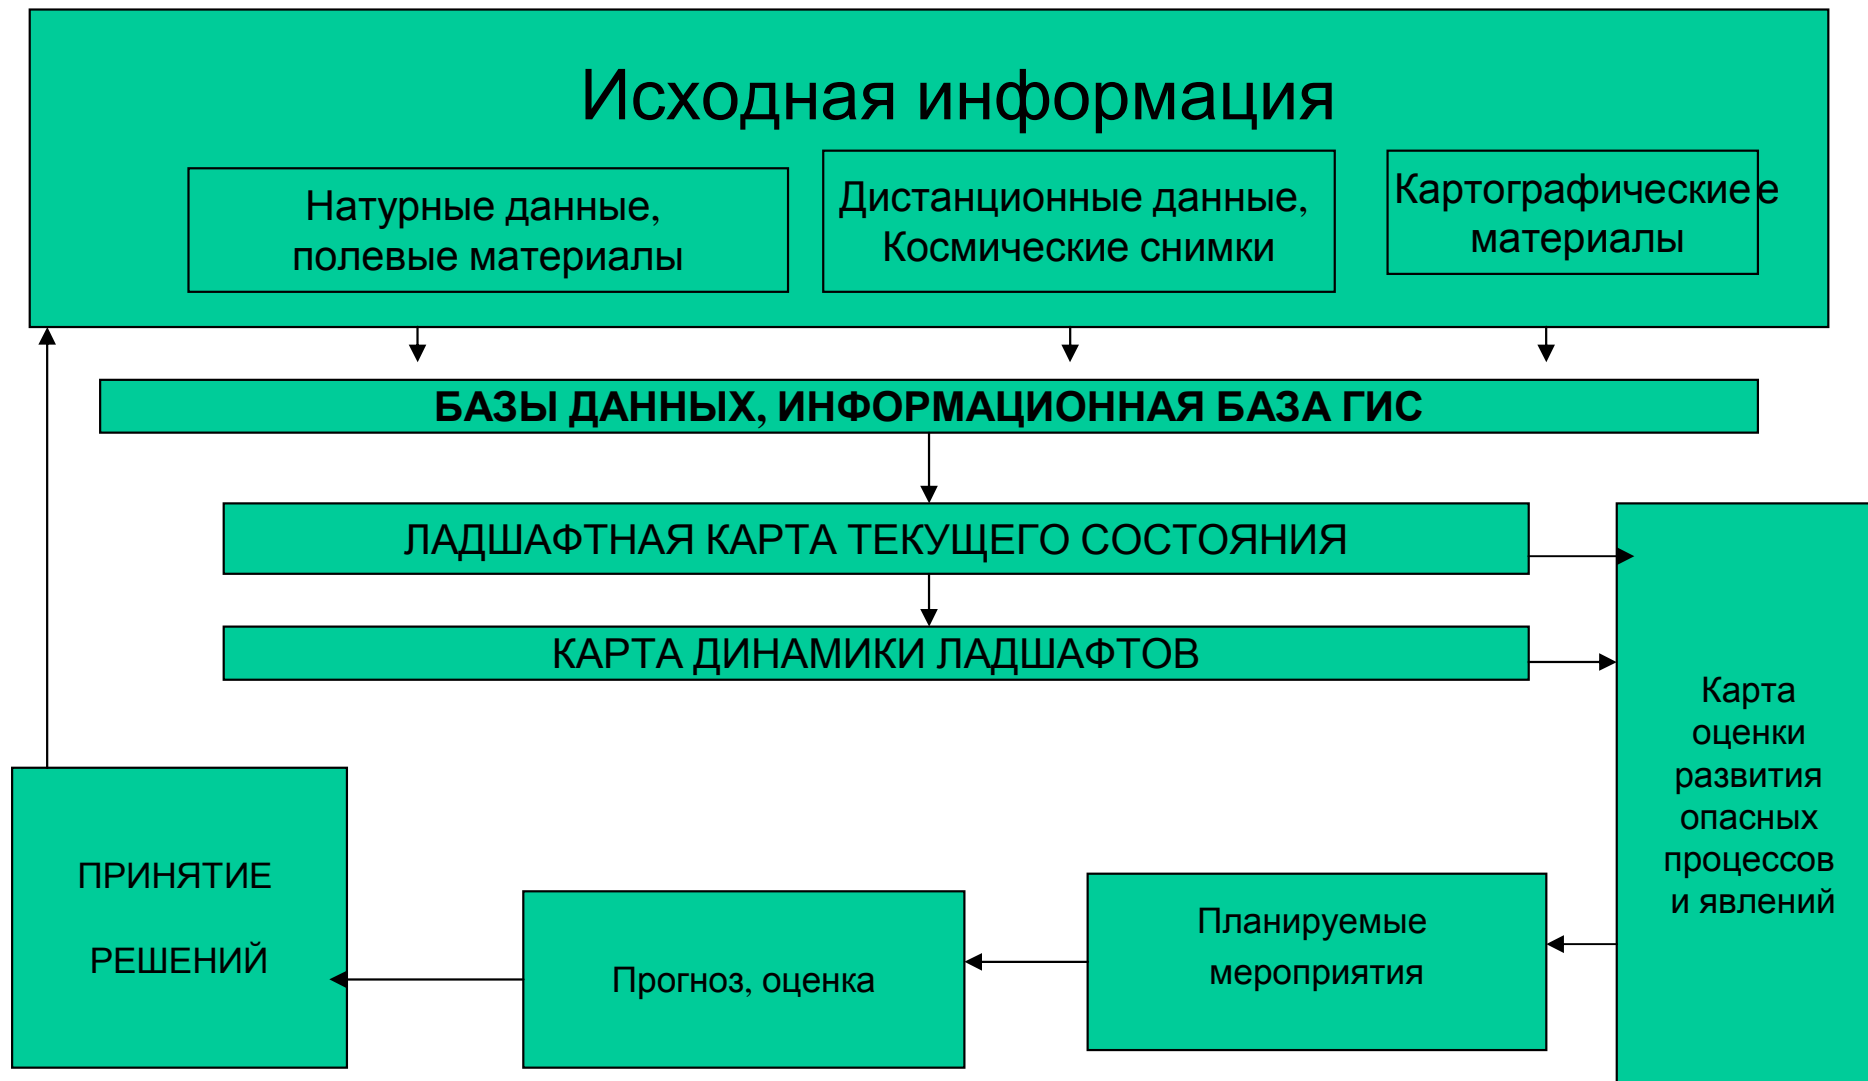 Исходная информация
Натурные данные,
полевые материалы
Дистанционные данные,
Космические снимки
Картографическиее
материалы
БАЗЫ ДАННЫХ, ИНФОРМАЦИОННАЯ БАЗА ГИС
ЛАДШАФТНАЯ КАРТА ТЕКУЩЕГО СОСТОЯНИЯ
КАРТА ДИНАМИКИ ЛАДШАФТОВ
Карта
оценки
развития
опасных
процессов
и явлений
Планируемые
мероприятия
Прогноз, оценка
ПРИНЯТИЕ
РЕШЕНИЙ